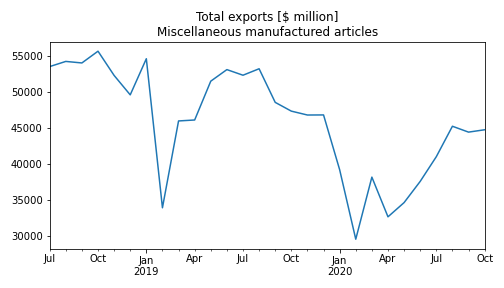 Total exports [$ million]
Miscellaneous manufactured articles
55000
50000
45000
40000
35000
30000
Jul Oct Jan Apr Jul Oct Jan Apr Jul Oct
2019 2020